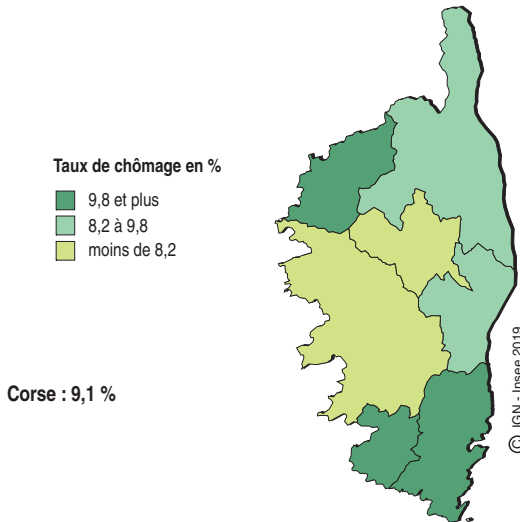 Taux de chômage en %
9,8 et plus
8,2 à 9,8
moins de 8,2
Corse : 9,1 %
© IGN - Insee 2019